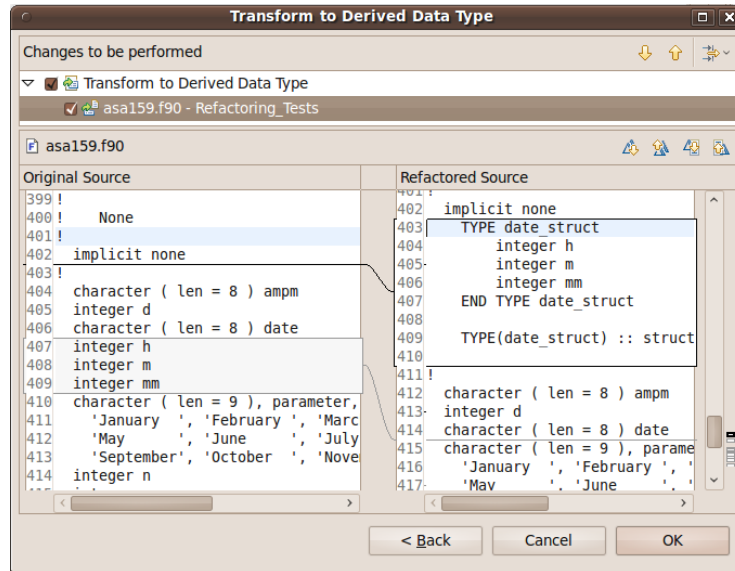 Transform to Derived Data Type
Changes to be performed
Transform to Derived Data Type
asa159.f90 - Refactoring_Tests
asa159.f90
Original Source
399 !
400 !    None
401 !
402   implicit none
403 !
404   character ( len = 8 ) ampm
405   integer d
406   character ( len = 8 ) date
407   integer h
408   integer m
409   integer mm
410   character ( len = 9 ), parameter,
411     'January  ', 'February ', 'Marc
412     'May      ', 'June     ', 'July
413     'September', 'October  ', 'Nove
414   integer n
Refactored Source
401 !
402   implicit none
403     TYPE date_struct
404         integer h
405         integer m
406         integer mm
407     END TYPE date_struct
408
409     TYPE(date_struct) :: struct
410
411 !
412   character ( len = 8 ) ampm
413   integer d
414   character ( len = 8 ) date
415   character ( len = 9 ), parame
416     'January  ', 'February ', '
417     'May      ', 'June     ', '
< Back
Cancel
OK